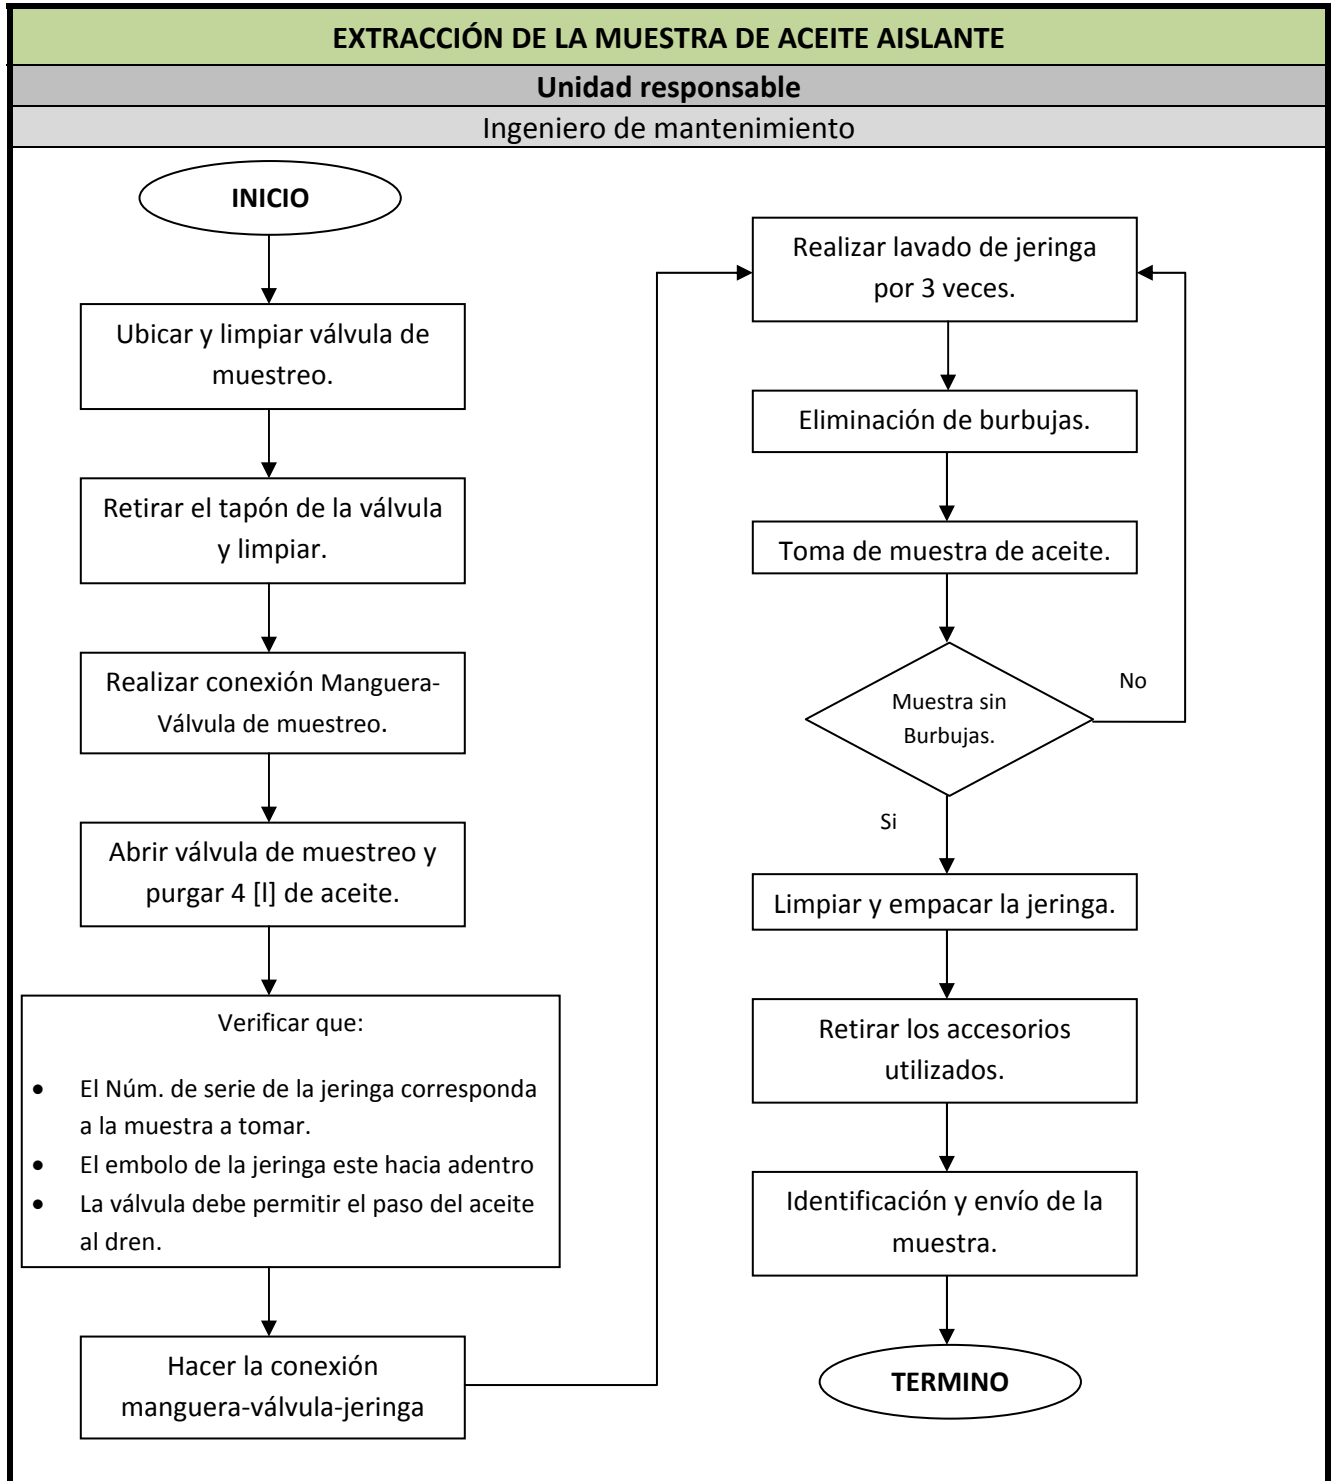 EXTRACCIÓN DE LA MUESTRA DE ACEITE AISLANTE
Unidad responsable
Ingeniero de mantenimiento
INICIO
Ubicar y limpiar válvula de
muestreo.
Retirar el tapón de la válvula
y limpiar.
Realizar conexión Manguera-
Válvula de muestreo.
Abrir válvula de muestreo y
purgar 4 [l] de aceite.
Verificar que:
• El Núm. de serie de la jeringa corresponda
a la muestra a tomar.
• El embolo de la jeringa este hacia adentro
• La válvula debe permitir el paso del aceite
al dren.
Hacer la conexión
manguera-válvula-jeringa
Realizar lavado de jeringa
por 3 veces.
Eliminación de burbujas.
Toma de muestra de aceite.
Muestra sin
Burbujas.
No
Si
Limpiar y empacar la jeringa.
Retirar los accesorios
utilizados.
Identificación y envío de la
muestra.
TERMINO